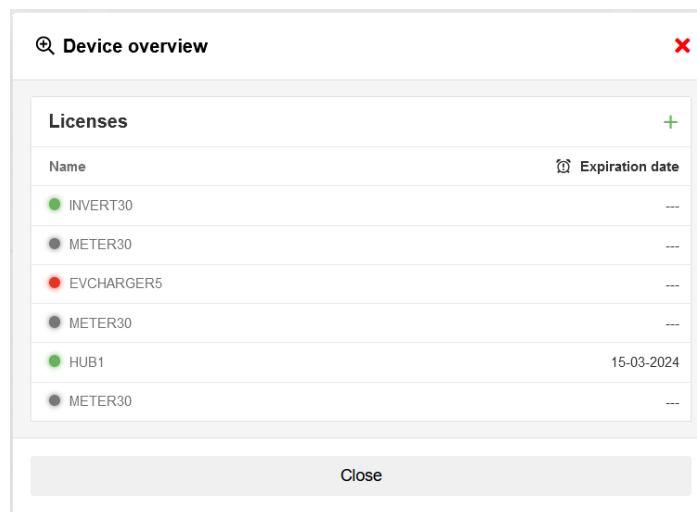 Device overview
Licenses
Name Expiration date
INVERT30 ---
METER30 ---
EVCHARGER5 ---
METER30 ---
HUB1 15-03-2024
METER30 ---
Close